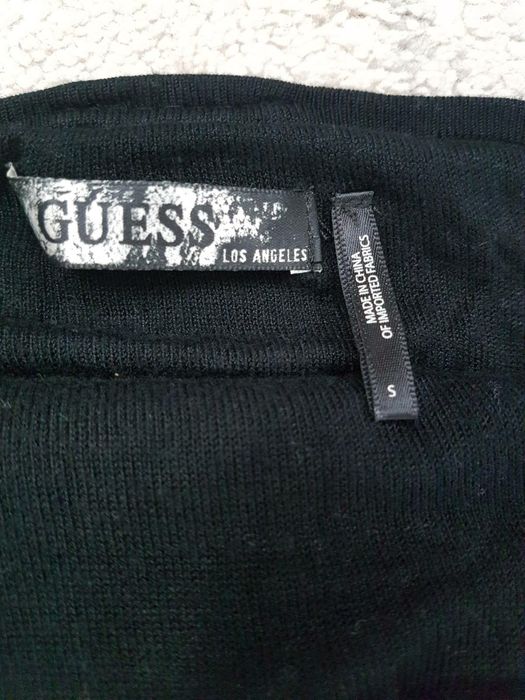 GUESS
LOS ANGELES
MADE IN CHINA
OF IMPORTED FABRICS
S